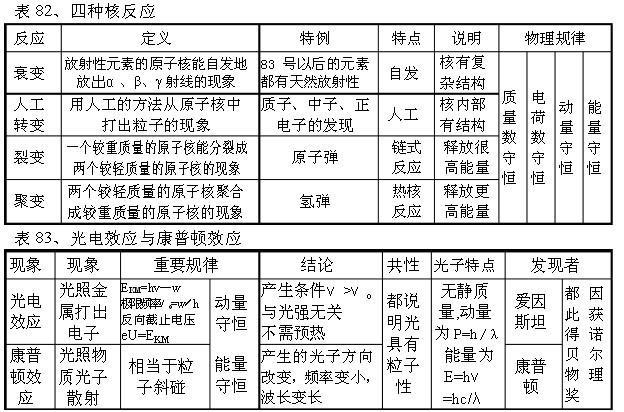 表 82、四种核反应
反应 定义 特例 特点 说明 物理规律
衰变 放射性元素的原子核能自发地放出α 、β、γ射线的现象 83 号以后的元素都有天然放射性 自发 核有复杂结构
人工转变 用人工的方法从原子核中打出粒子的现象 质子、中子、正电子的发现 人工 核内部有结构
裂变 一个较重质量的原子核能分裂成两个较轻质量的原子核的现象 原子弹 链式反应 释放很高能量
聚变 两个较轻质量的原子核聚合成较重质量的原子核的现象 氢弹 热核反应 释放更高能量
质量数守恒 电荷数守恒 动量守恒 能量守恒
表 83、光电效应与康普顿效应
现象 现象 重要规律 结论 共性 光子特点 发现者
光电效应 光照金属打出电子
EKM=hν—w
极限频率ν。=w/h
反向截止电压
eU=EKM
动量守恒 能量守恒
产生条件ν>ν。
与光强无关
不需预热
康普顿效应 光照物质光子散射 相当于粒子斜碰
产生的光子方向
改变，频率变小,
波长变长
都说明光具有粒子性
无静质
量,动量
为 P=h/λ
能量为
E=hν
=hc/λ
爱因斯坦
康普顿
都此得贝物奖
因获诺尔理